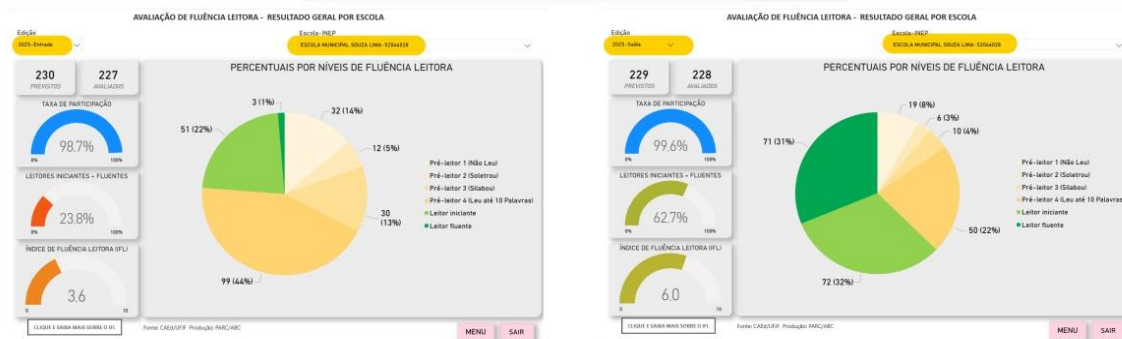 AVALIAÇÃO DE FLUÊNCIA LEITORA - RESULTADO GERAL POR ESCOLA
Edição
2025-Entrada
Escola-INEP
ESCOLA MUNICIPAL SOUZA LIMA-52046028
230
PREVISTOS
227
AVALIADOS
TAXA DE PARTICIPAÇÃO
98.7%
0%
100%
LEITORES INICIANTES + FLUENTES
23.8%
0%
100%
ÍNDICE DE FLUÊNCIA LEITORA (IFL)
3.6
0
10
CLIQUE E SAIBA MAIS SOBRE O IFL
PERCENTUAIS POR NÍVEIS DE FLUÊNCIA LEITORA
3 (1%)
32 (14%)
51 (22%)
12 (5%)
30
(13%)
99 (44%)
Pré-leitor 1 (Não Leu)
Pré-leitor 2 (Soletrou)
Pré-leitor 3 (Silabou)
Pré-leitor 4 (Leu até 10 Palavras)
Leitor iniciante
Leitor fluente
Fonte: CAEd/UFJF Produção: PARC/ABC
MENU
SAIR
AVALIAÇÃO DE FLUÊNCIA LEITORA - RESULTADO GERAL POR ESCOLA
Edição
2025-Saída
Escola-INEP
ESCOLA MUNICIPAL SOUZA LIMA-52046028
229
PREVISTOS
228
AVALIADOS
TAXA DE PARTICIPAÇÃO
99.6%
0%
100%
LEITORES INICIANTES + FLUENTES
62.7%
0%
100%
ÍNDICE DE FLUÊNCIA LEITORA (IFL)
6.0
0
10
CLIQUE E SAIBA MAIS SOBRE O IFL
PERCENTUAIS POR NÍVEIS DE FLUÊNCIA LEITORA
19 (8%)
6 (3%)
10 (4%)
71 (31%)
50 (22%)
72 (32%)
Pré-leitor 1 (Não Leu)
Pré-leitor 2 (Soletrou)
Pré-leitor 3 (Silabou)
Pré-leitor 4 (Leu até 10 Palavras)
Leitor iniciante
Leitor fluente
Fonte: CAEd/UFJF Produção: PARC/ABC
MENU
SAIR